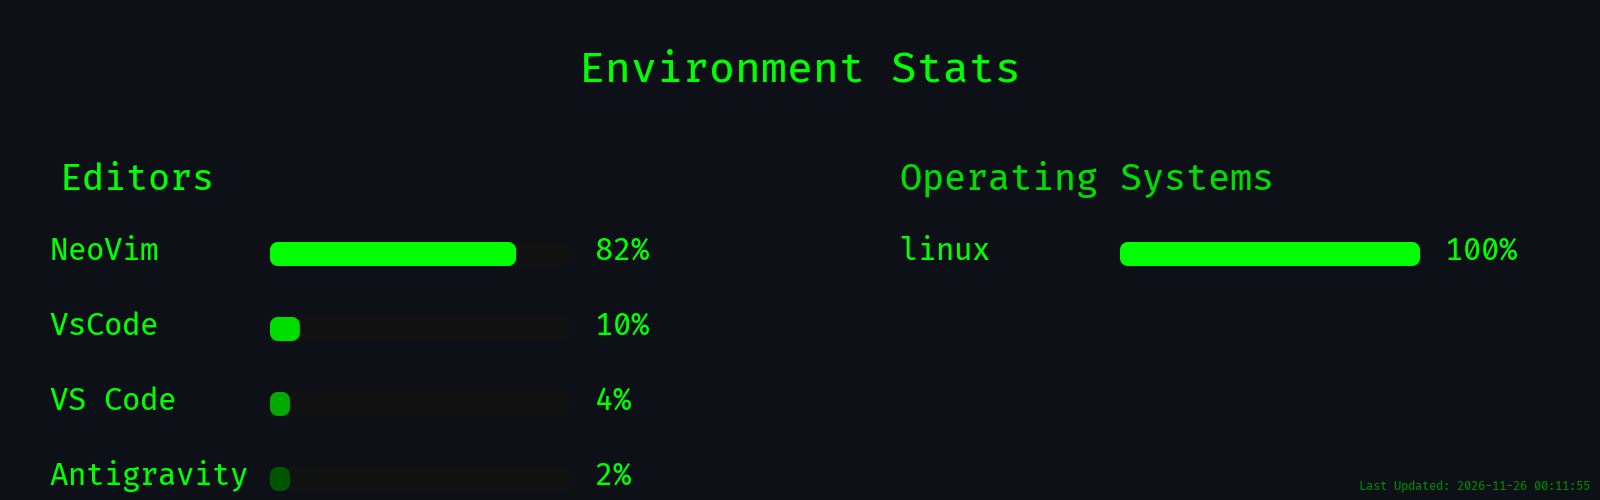 Environment Stats
Editors
NeoVim 82%
VsCode 10%
VS Code 4%
Antigravity 2%
Operating Systems
linux 100%
Last Updated: 2026-11-26 00:11:55